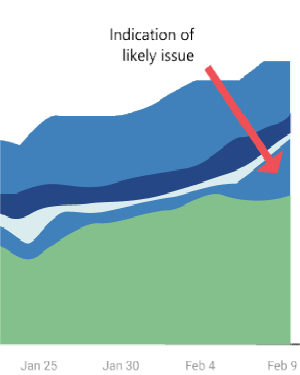 Indication of
likely issue
Jan 25 Jan 30 Feb 4 Feb 9